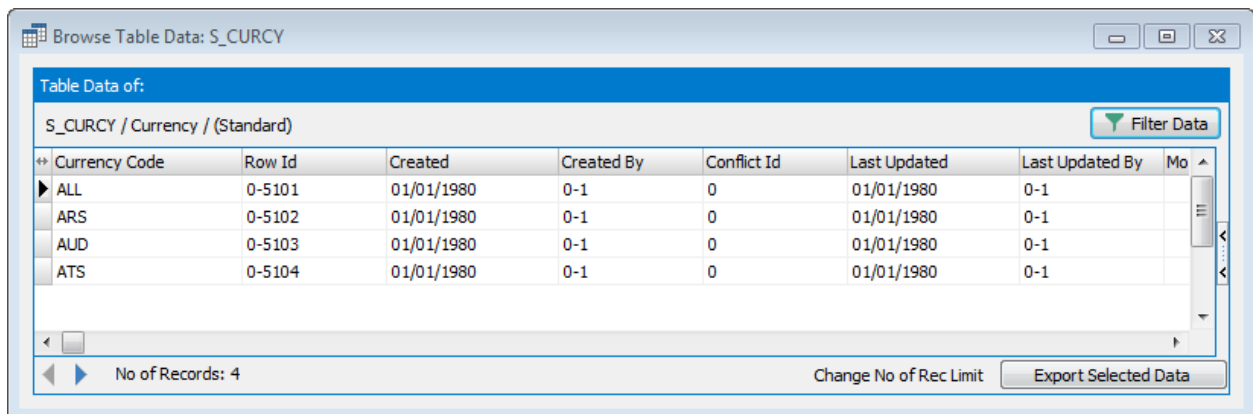 Browse Table Data: S_CURCY
Table Data of:
S_CURCY / Currency / (Standard) Filter Data
Currency Code Row Id Created Created By Conflict Id Last Updated Last Updated By Mo
ALL 0-5101 01/01/1980 0-1 0 01/01/1980 0-1
ARS 0-5102 01/01/1980 0-1 0 01/01/1980 0-1
AUD 0-5103 01/01/1980 0-1 0 01/01/1980 0-1
ATS 0-5104 01/01/1980 0-1 0 01/01/1980 0-1
No of Records: 4 Change No of Rec Limit Export Selected Data